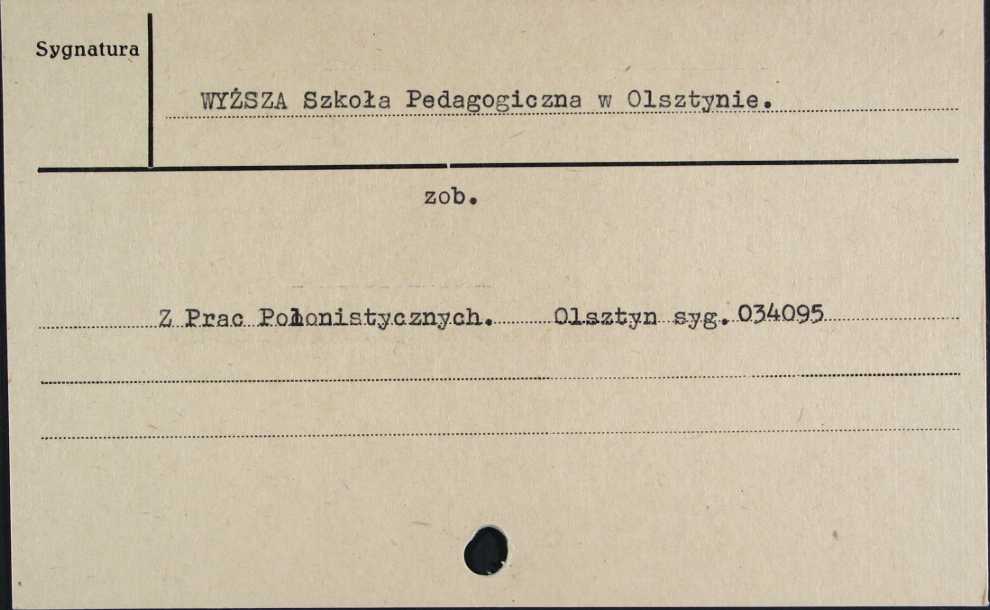 Sygnatura
WYŻSZA Szkoła Pedagogiczna w Olsztynie.
zob.
Z Prac Polonistycznych. Olsztyn syg. 034095